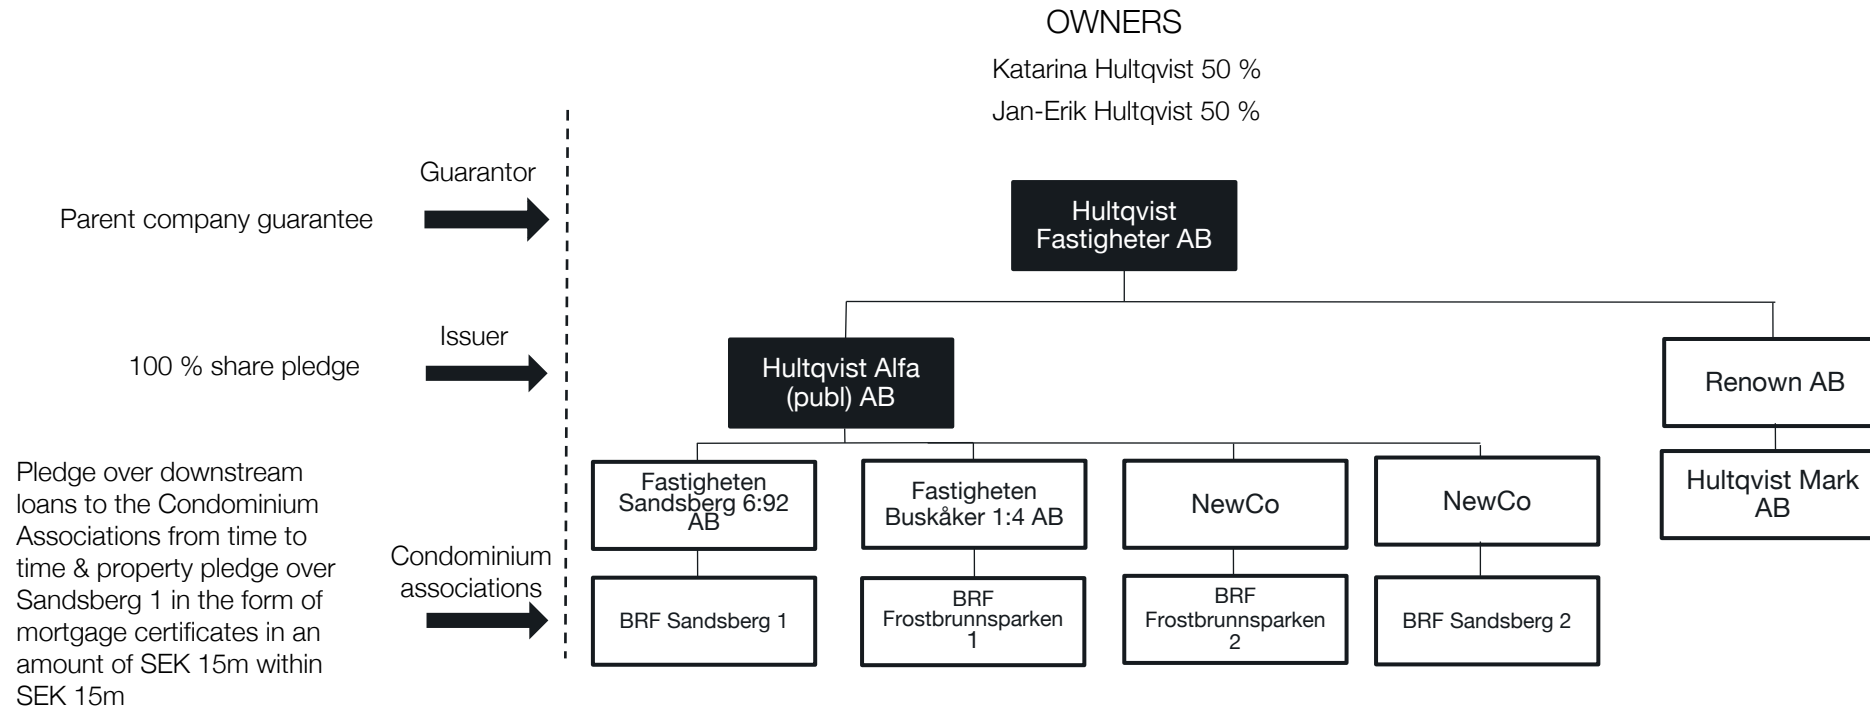 OWNERS
Katarina Hultqvist 50 %
Jan-Erik Hultqvist 50 %
Guarantor
Parent company guarantee
Hultqvist
Fastigheter AB
Issuer
100 % share pledge
Hultqvist Alfa
(publ) AB
Renown AB
Pledge over downstream
loans to the Condominium
Associations from time to
time & property pledge over
Sandsberg 1 in the form of
mortgage certificates in an
amount of SEK 15m within
SEK 15m
Condominium
associations
Fastigheten
Sandsberg 6:92
AB
Fastigheten
Buskåker 1:4 AB
NewCo
NewCo
Hultqvist Mark
AB
BRF Sandsberg 1
BRF
Frostbrunnsparken
1
BRF
Frostbrunnsparken
2
BRF Sandsberg 2